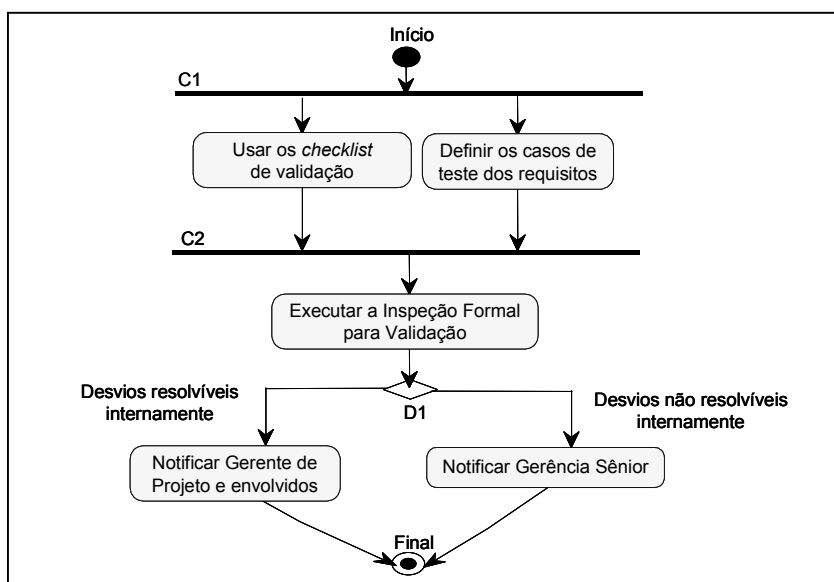 Início
C1
Usar os checklist
de validação
Definir os casos de
teste dos requisitos
C2
Executar a Inspeção Formal
para Validação
D1
Desvios resolvíveis
internamente
Desvios não resolvíveis
internamente
Notificar Gerente de
Projeto e envolvidos
Notificar Gerência Sênior
Final